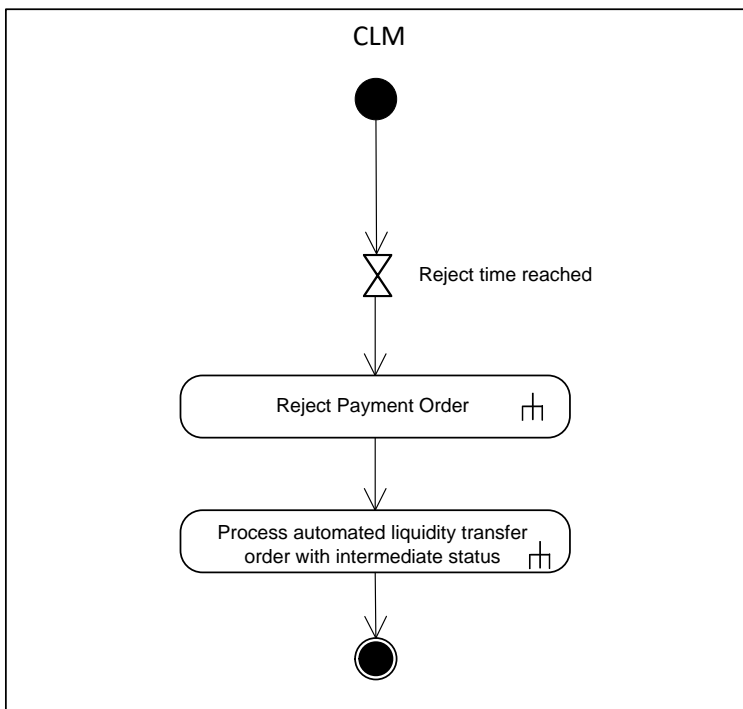 CLM
Reject time reached
Reject Payment Order
Process automated liquidity transfer
order with intermediate status